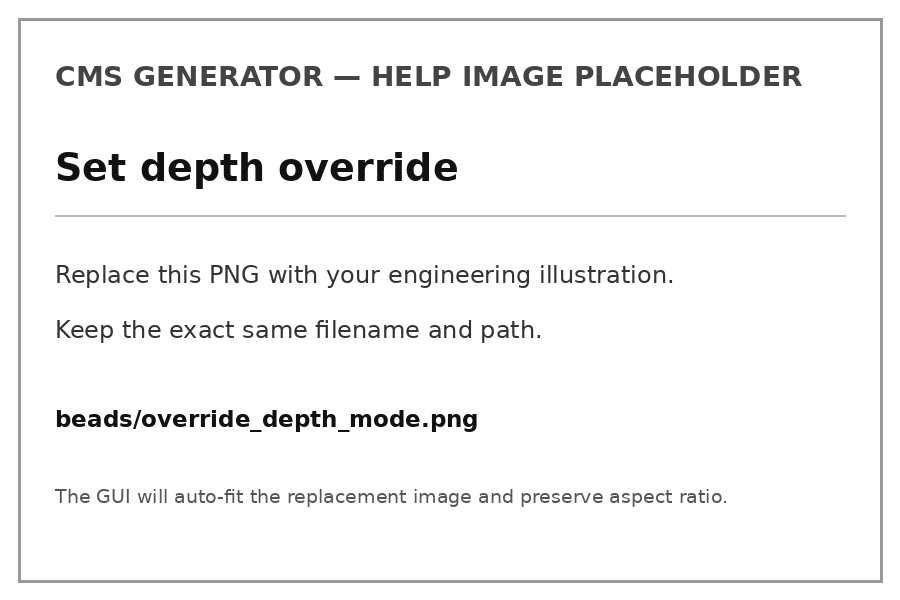 CMS GENERATOR — HELP IMAGE PLACEHOLDER
Set depth override
Replace this PNG with your engineering illustration.
Keep the exact same filename and path.
beads/override_depth_mode.png
The GUI will auto-fit the replacement image and preserve aspect ratio.